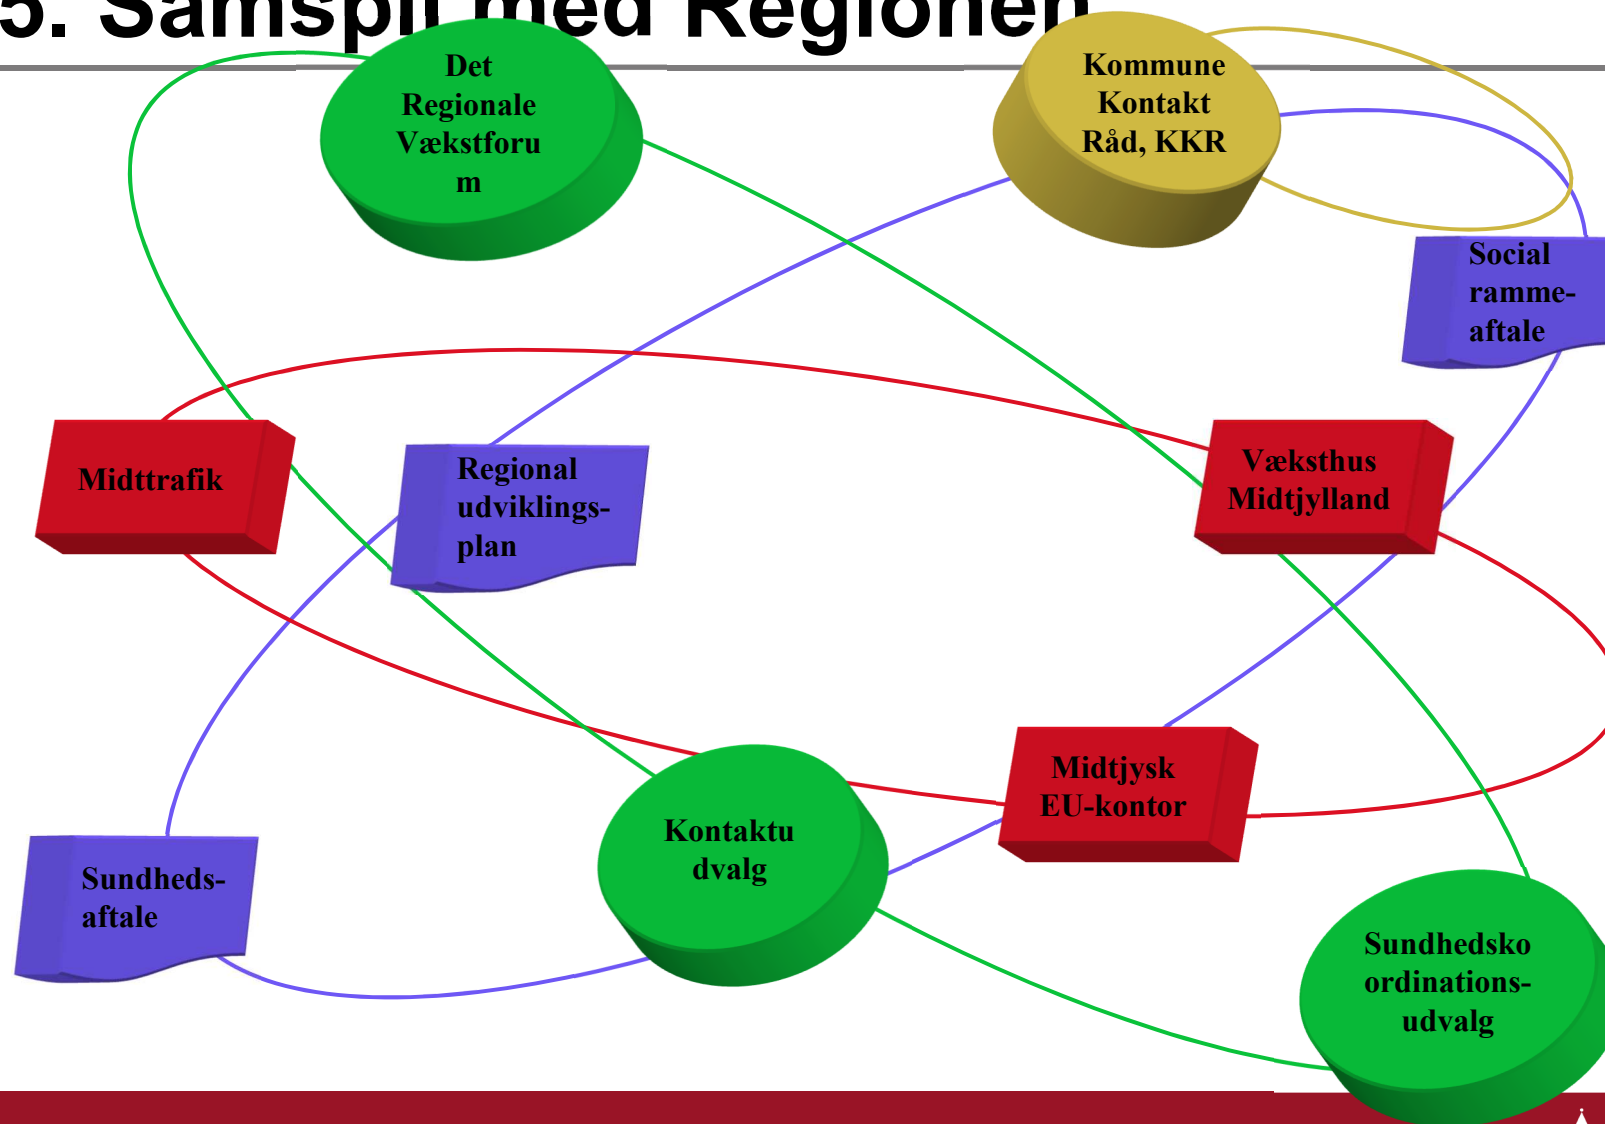 5. Samspil med Regionen
Det
Regionale
Vækstforu
m
Kommune
Kontakt
Råd, KKR
Social
ramme-
aftale
Midttrafik
Regional
udviklings-
plan
Væksthus
Midtjylland
Midtjysk
EU-kontor
Kontaktu
dvalg
Sundheds-
aftale
Sundhedsko
ordinations-
udvalg